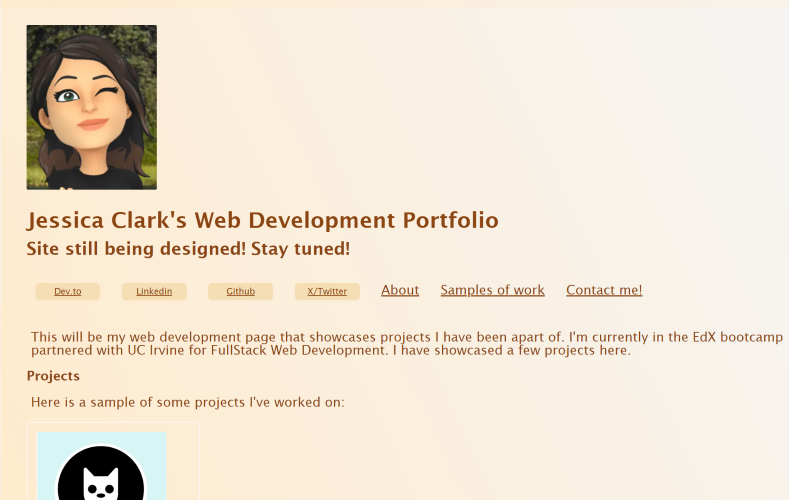 Jessica Clark's Web Development Portfolio
Site still being designed! Stay tuned!
Dev.to Linkedin Github X/Twitter About Samples of work Contact me!
This will be my web development page that showcases projects I have been apart of. I'm currently in the EdX bootcamp
partnered with UC Irvine for FullStack Web Development. I have showcased a few projects here.
Projects
Here is a sample of some projects I've worked on: